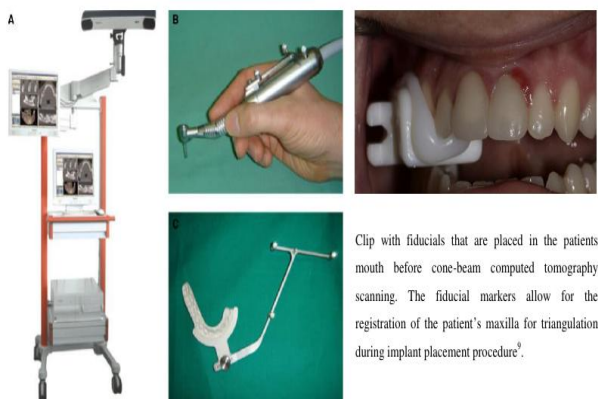 A
B
C
Clip with fiducials that are placed in the patients
mouth before cone-beam computed tomography
scanning. The fiducial markers allow for the
registration of the patient's maxilla for triangulation
during implant placement procedure9.